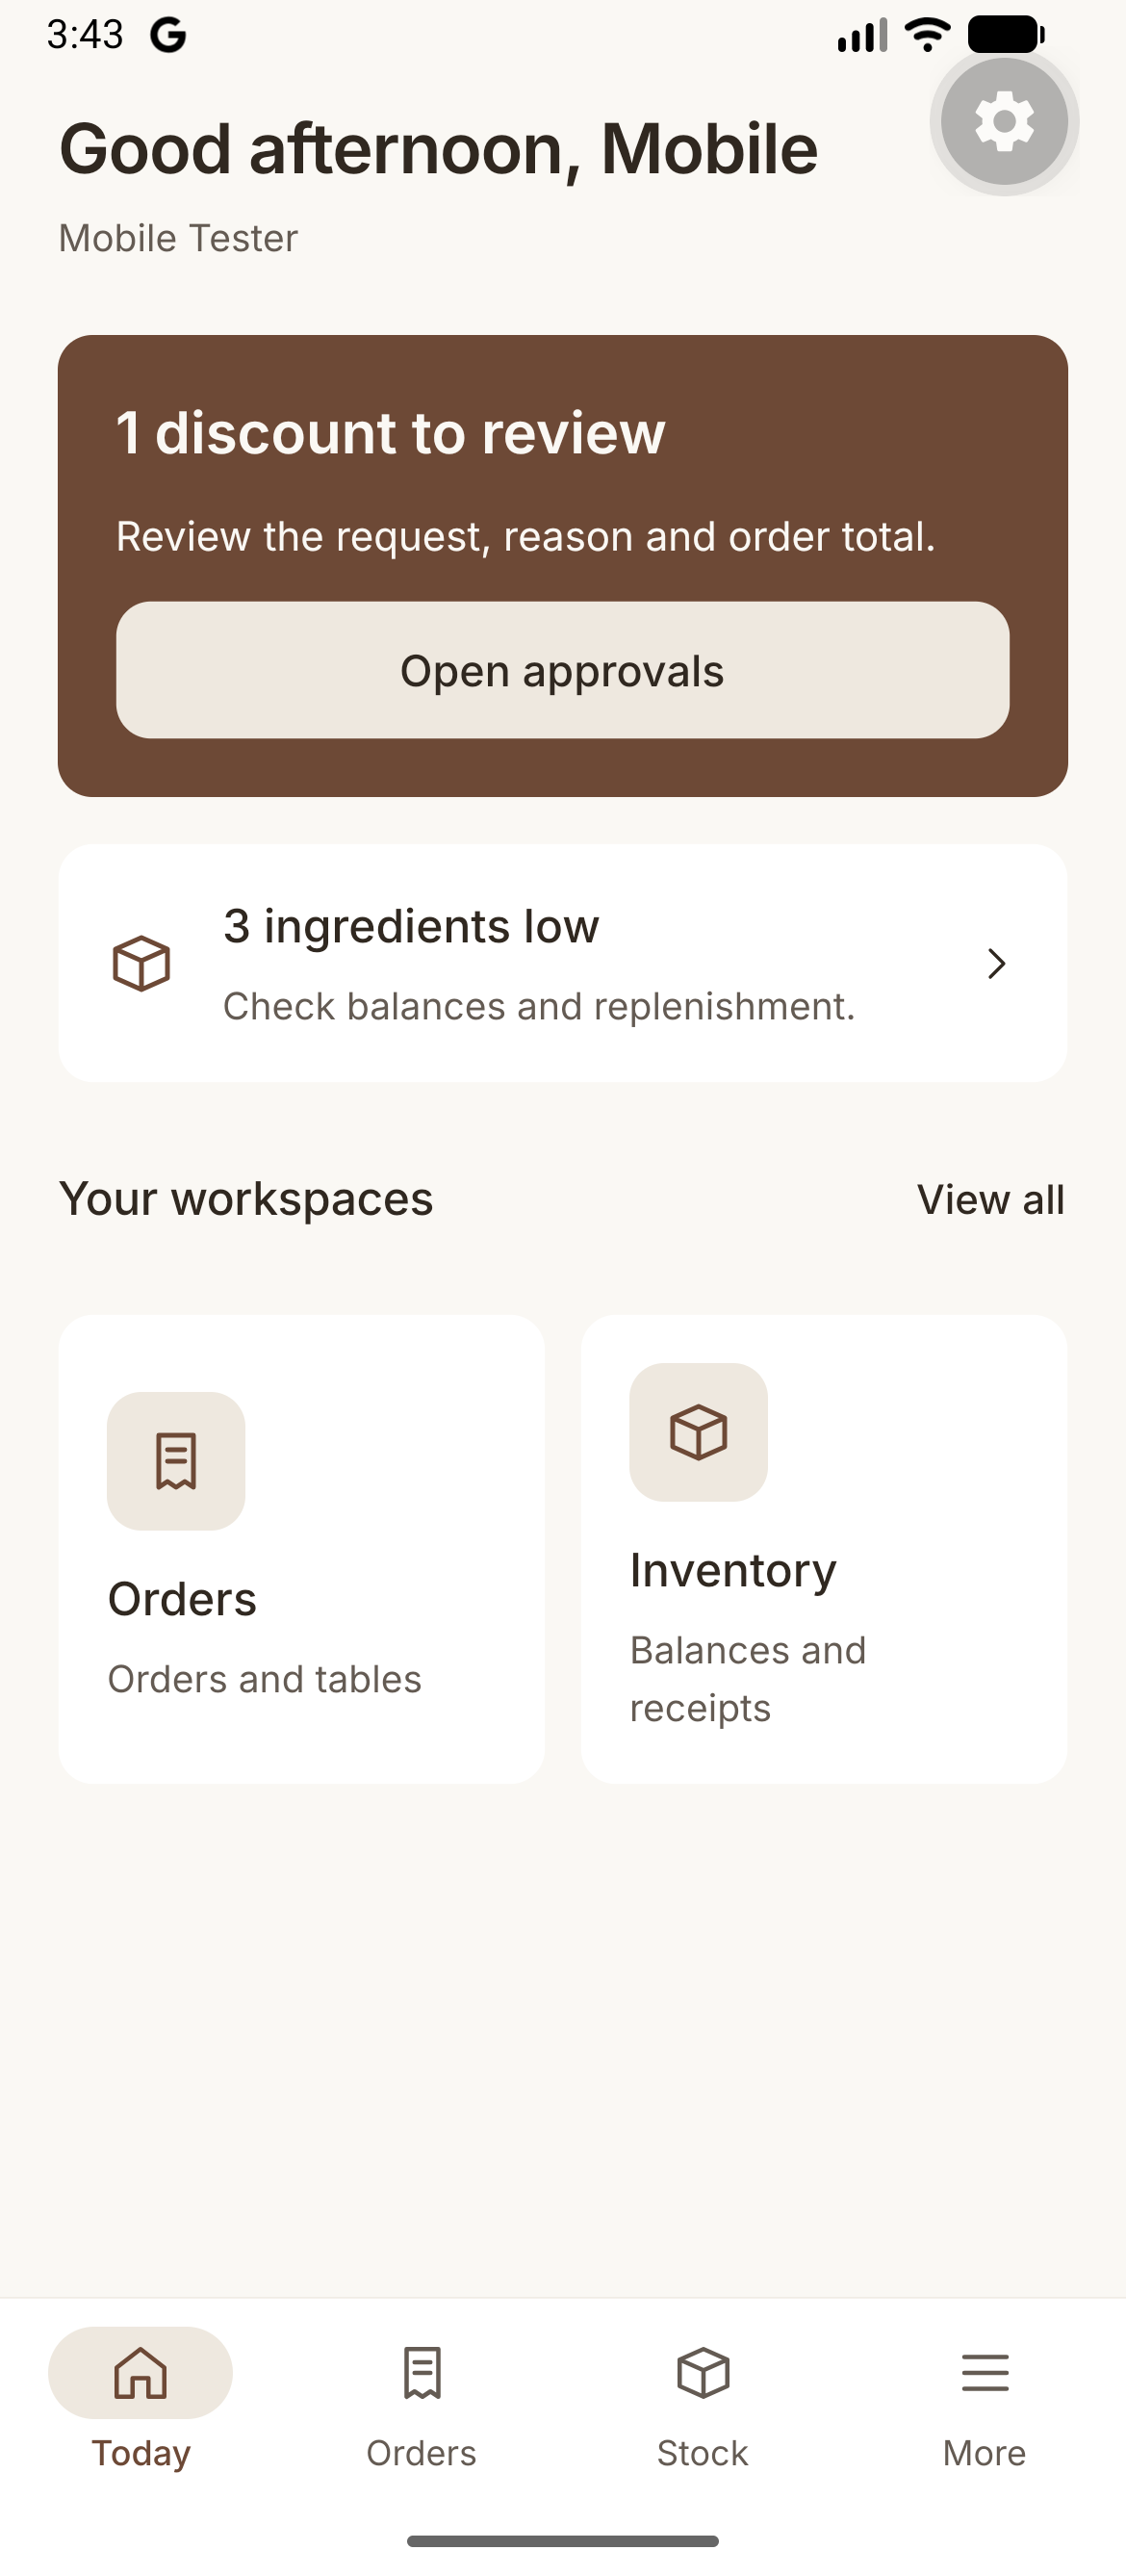 3:43
Good afternoon, Mobile
Mobile Tester
1 discount to review
Review the request, reason and order total.
Open approvals
3 ingredients low
Check balances and replenishment.
Your workspaces
View all
Orders
Orders and tables
Inventory
Balances and
receipts
Today
Orders
Stock
More